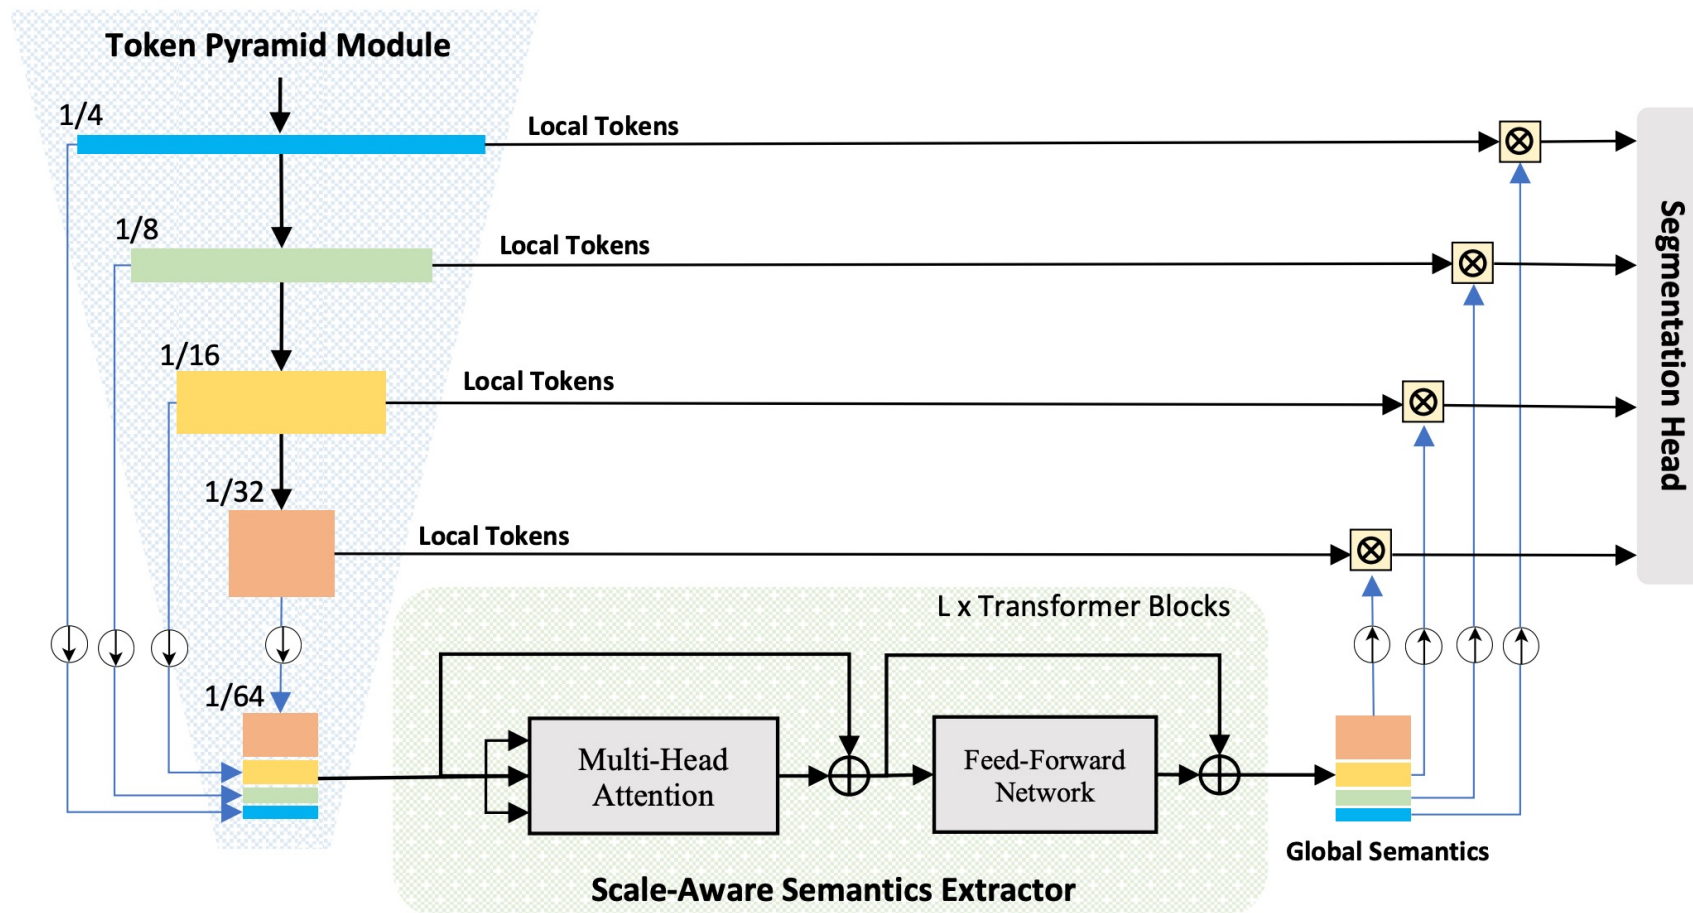 Token Pyramid Module
1/4
Local Tokens
1/8
Local Tokens
1/16
Local Tokens
1/32
Local Tokens
Segmentation Head
L x Transformer Blocks
1/64
Multi-Head
Attention
Feed-Forward
Network
Global Semantics
Scale-Aware Semantics Extractor